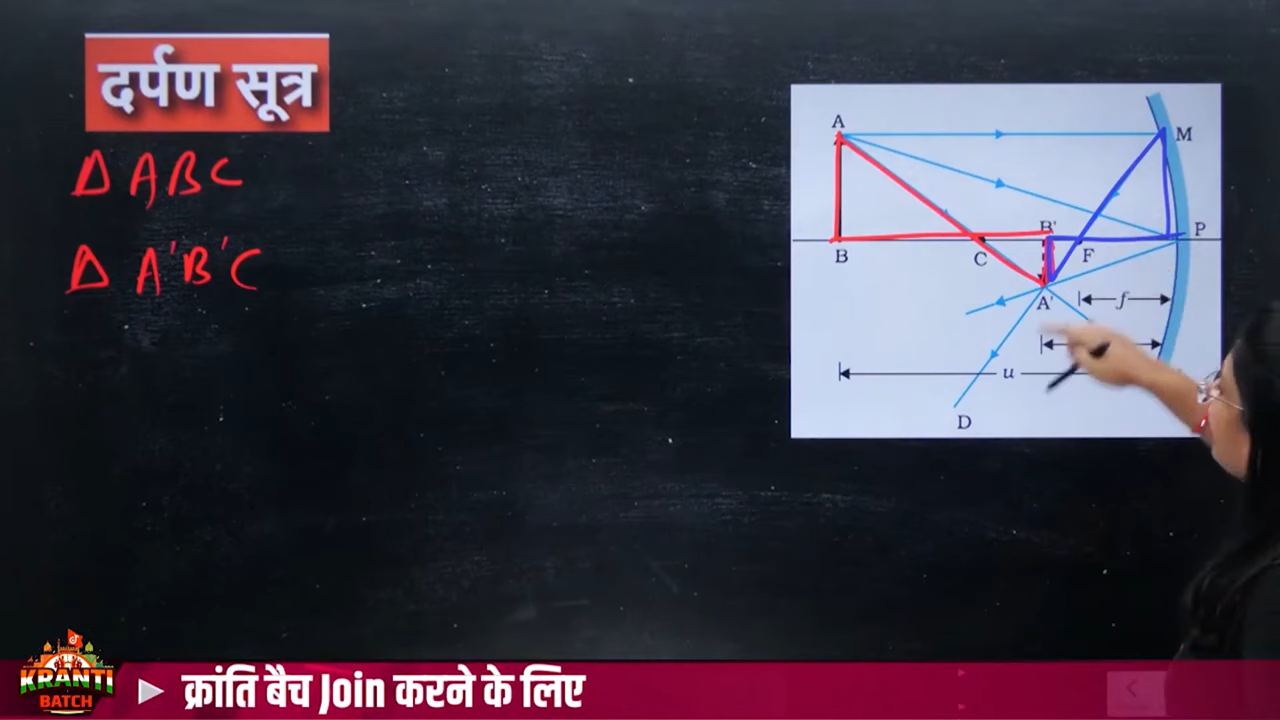 दर्पण सूत्र
Δ ABC
Δ A'B'C
A
M
B'
P
B
C
F
A'
f
u
D
KRANTI
BATCH
क्रांति बैच Join करने के लिए